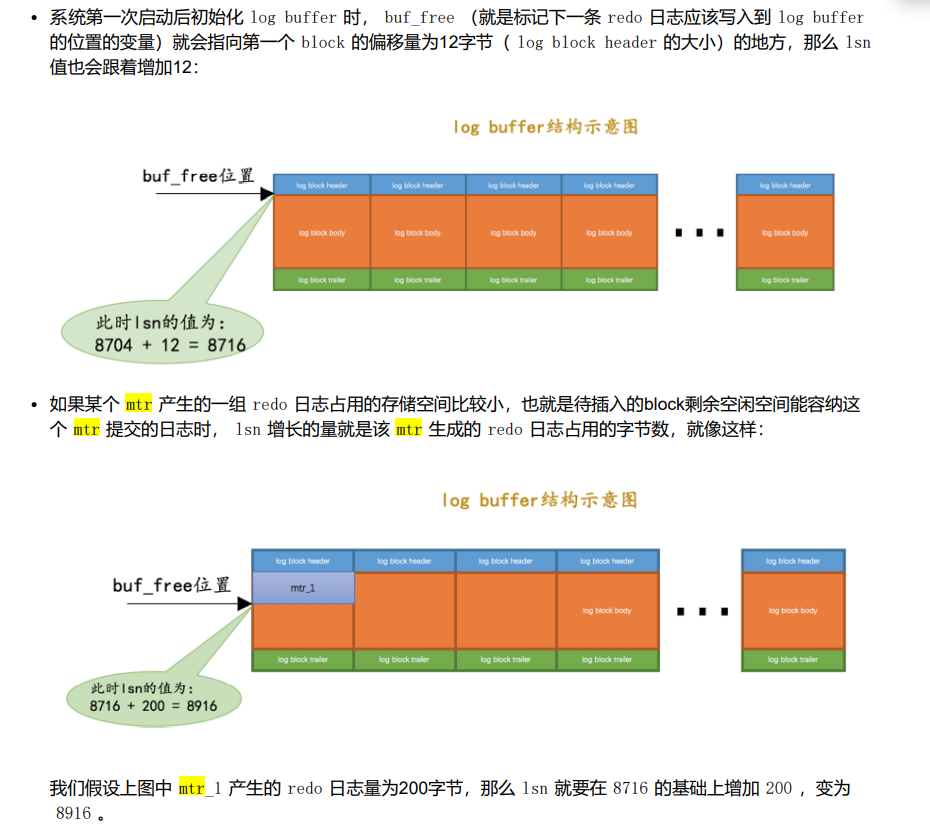 • 系统第一次启动后初始化 log buffer 时， buf_free （就是标记下一条 redo 日志应该写入到 log buffer
的位置的变量）就会指向第一个 block 的偏移量为12字节（ log block header 的大小）的地方，那么 lsn
值也会跟着增加12：
log buffer结构示意图
buf_free位置
log block header log block header log block header log block header log block header
log block body log block body log block body log block body log block body
log block trailer log block trailer log block trailer log block trailer log block trailer
此时lsn的值为：
8704 + 12 = 8716
• 如果某个 mtr 产生的一组 redo 日志占用的存储空间比较小，也就是待插入的block剩余空闲空间能容纳这
个 mtr 提交的日志时， lsn 增长的量就是该 mtr 生成的 redo 日志占用的字节数，就像这样：
log buffer结构示意图
log block header log block header log block header log block header log block header
buf_free位置
mtr_1
log block body log block body
log block trailer log block trailer log block trailer log block trailer log block trailer
此时lsn的值为：
8716 + 200 = 8916
我们假设上图中 mtr_1 产生的 redo 日志量为200字节，那么 lsn 就要在 8716 的基础上增加 200 ，变为
8916 。